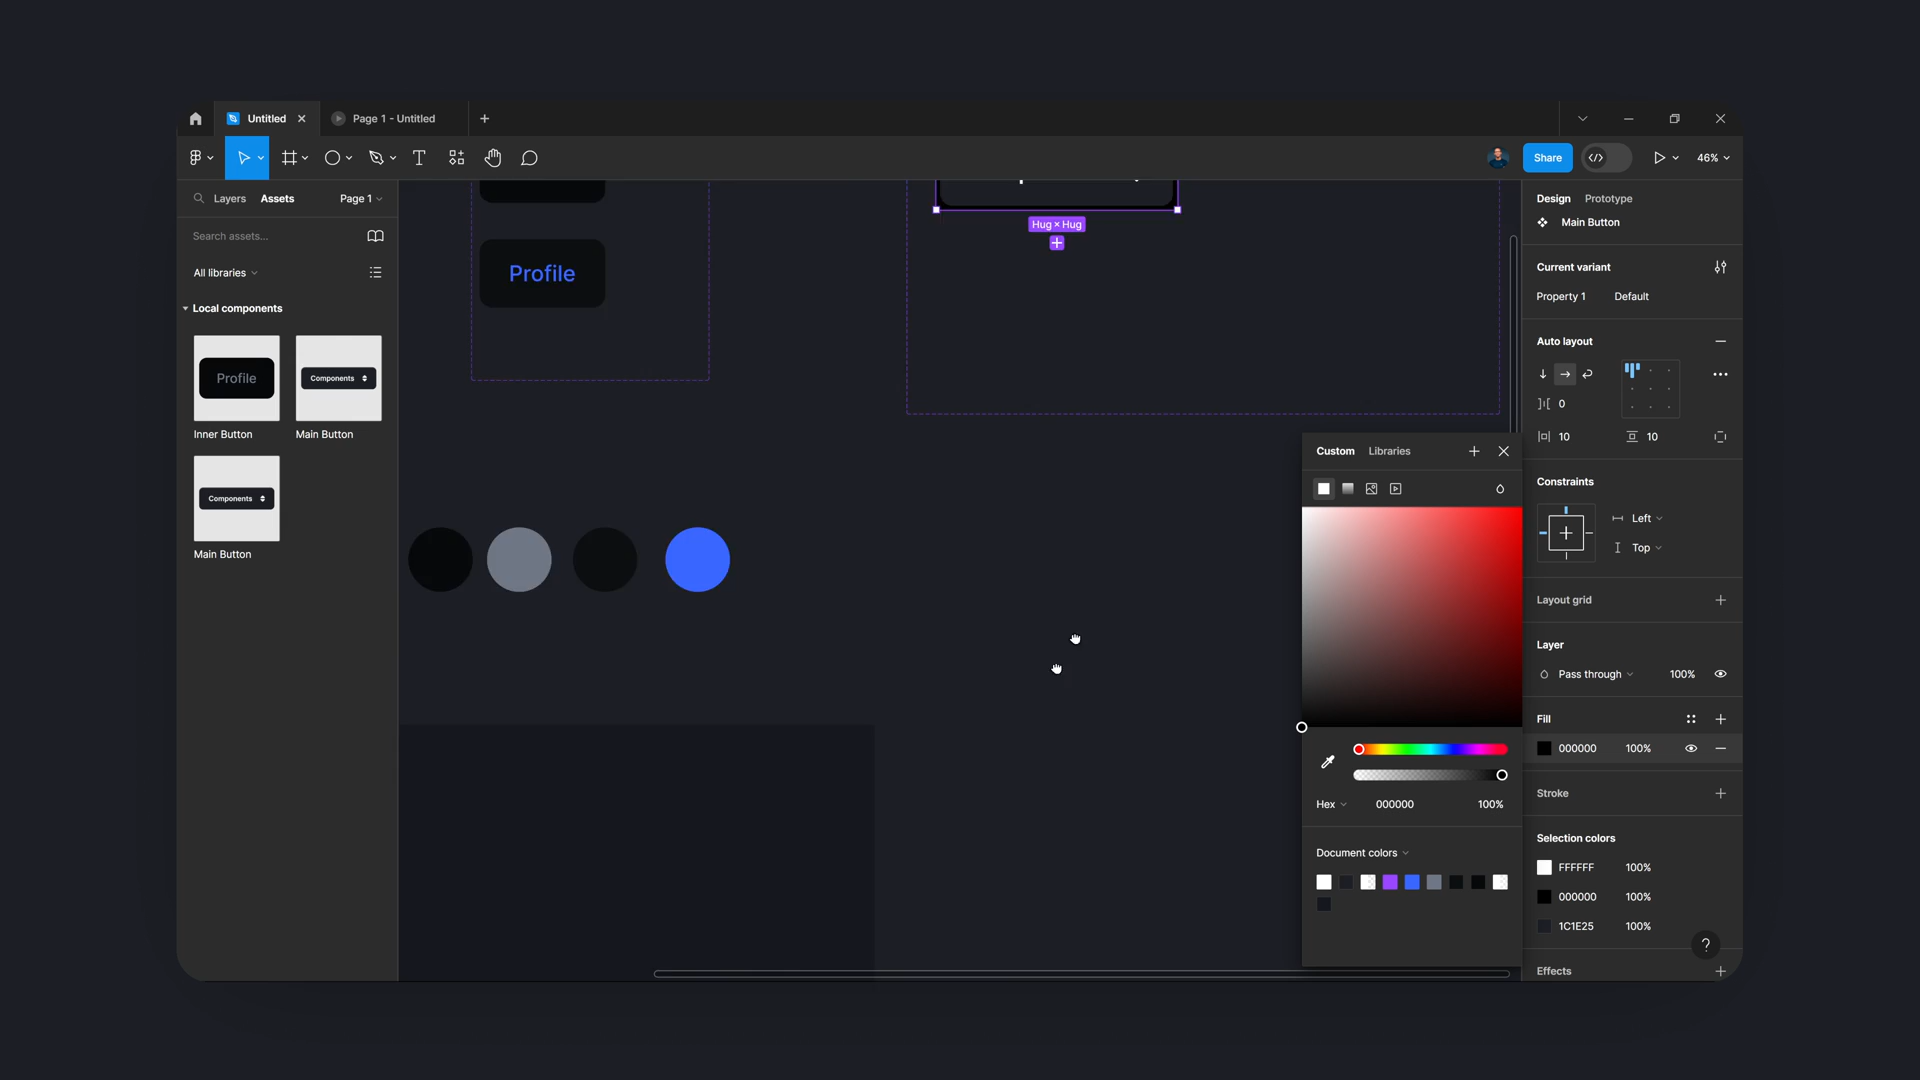 Untitled
Page 1 - Untitled
Share
46%
Layers
Assets
Page 1
Search assets...
All libraries
Local components
Profile
Inner Button
Components
Main Button
Components
Main Button
Profile
Hug × Hug
Custom
Libraries
Hex
000000
100%
Document colors
Design
Prototype
Main Button
Current variant
Property 1
Default
Auto layout
0
10
10
Constraints
Left
Top
Layout grid
Layer
Pass through
100%
Fill
000000
100%
Stroke
Selection colors
FFFFFF
100%
000000
100%
1C1E25
100%
?
Effects